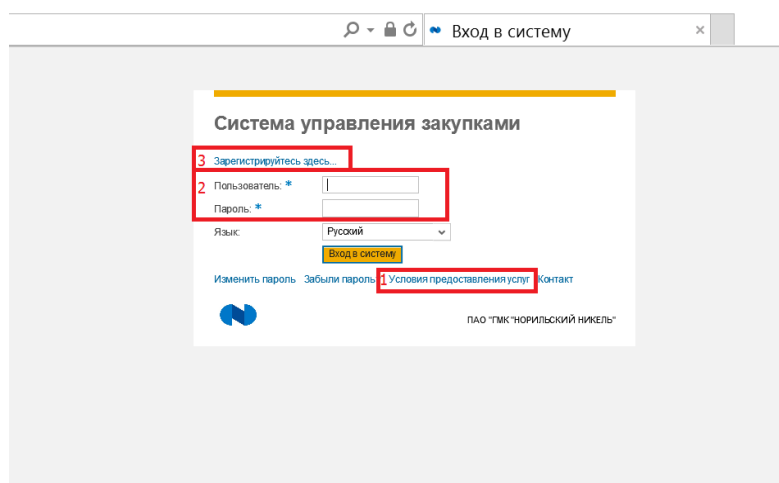 Вход в систему
Система управления закупками
3 Зарегистрируйтесь здесь...
2 Пользователь: *
Пароль: *
Язык: Русский
Вход в систему
Изменить пароль Забыли пароль 1 Условия предоставления услуг Контакт
ПАО "ГМК "НОРИЛЬСКИЙ НИКЕЛЬ"